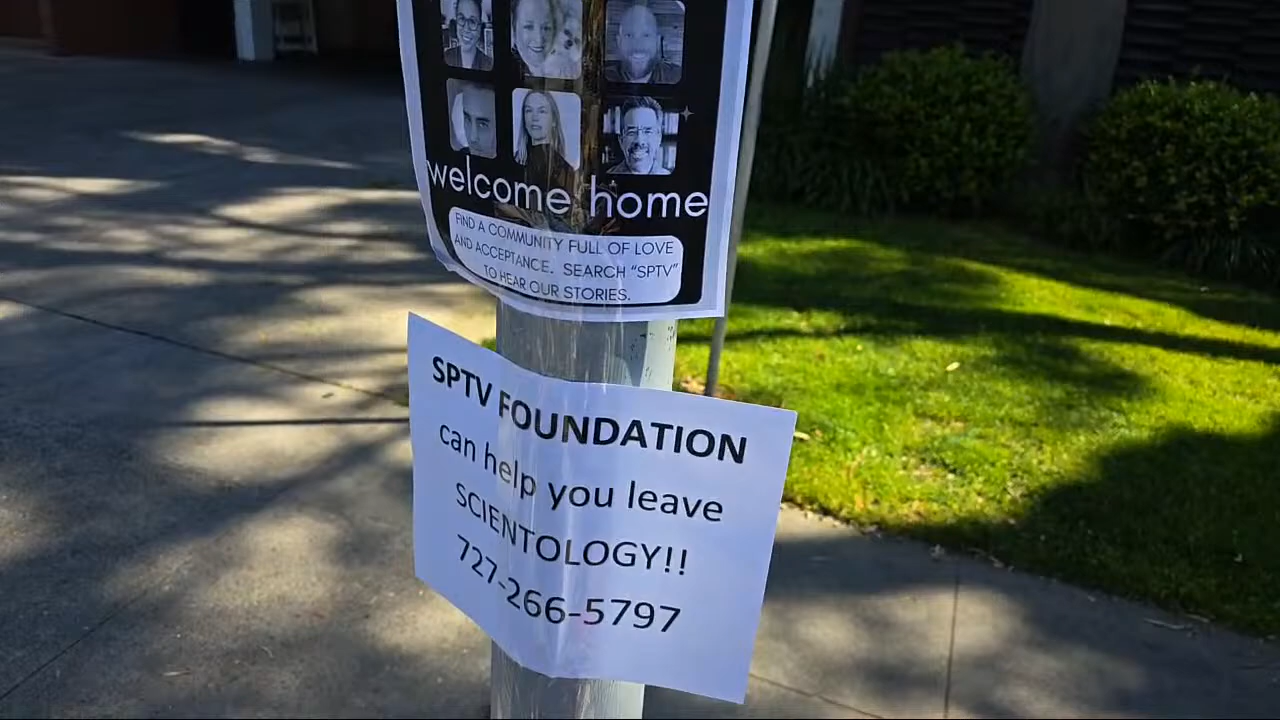 welcome home
FIND A COMMUNITY FULL OF LOVE
AND ACCEPTANCE. SEARCH "SPTV"
TO HEAR OUR STORIES.
SPTV FOUNDATION
can help you leave
SCIENTOLOGY!!
727-266-5797